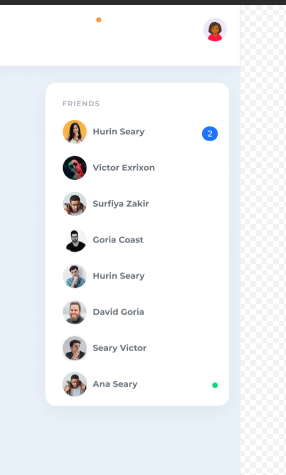 FRIENDS
Hurin Seary
2
Victor Exrixon
Surfiya Zakir
Goria Coast
Hurin Seary
David Goria
Seary Victor
Ana Seary